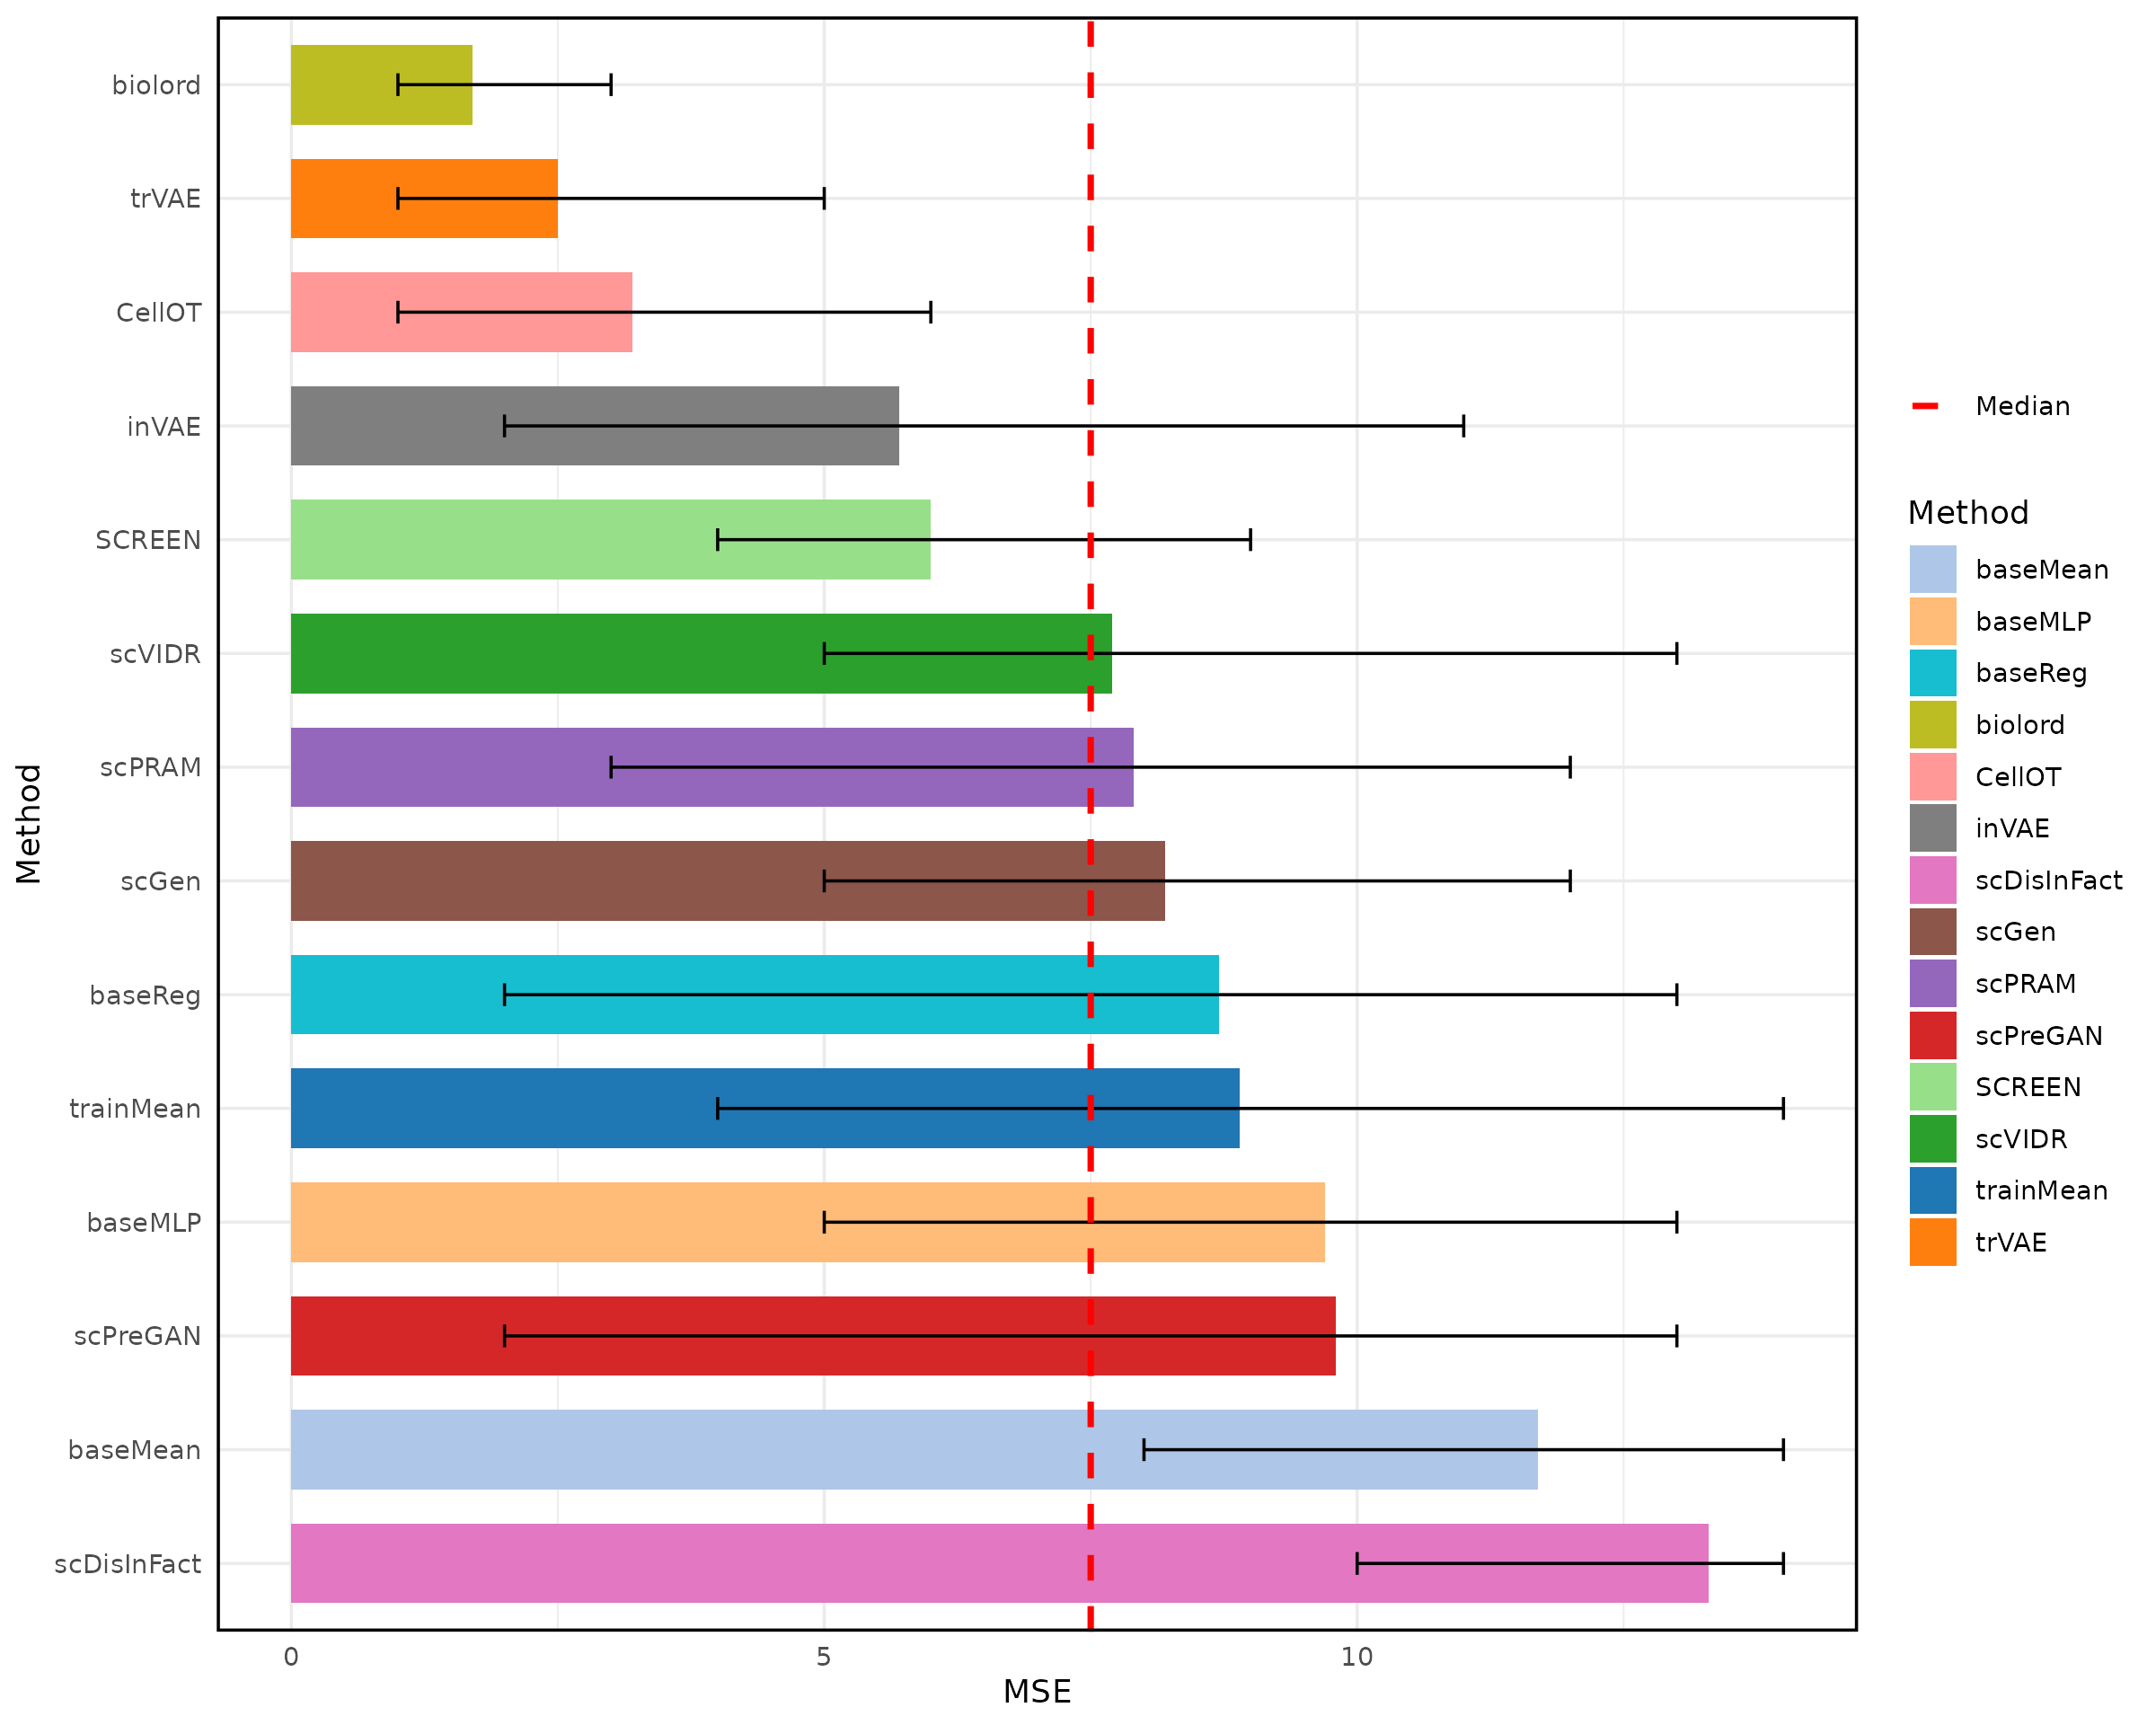 biolord
trVAE
CellOT
inVAE
SCREEN
scVIDR
scPRAM
scGen
baseReg
trainMean
baseMLP
scPreGAN
baseMean
scDisInFact
Method
0 5 10
MSE
Median
Method
baseMean
baseMLP
baseReg
biolord
CellOT
inVAE
scDisInFact
scGen
scPRAM
scPreGAN
SCREEN
scVIDR
trainMean
trVAE